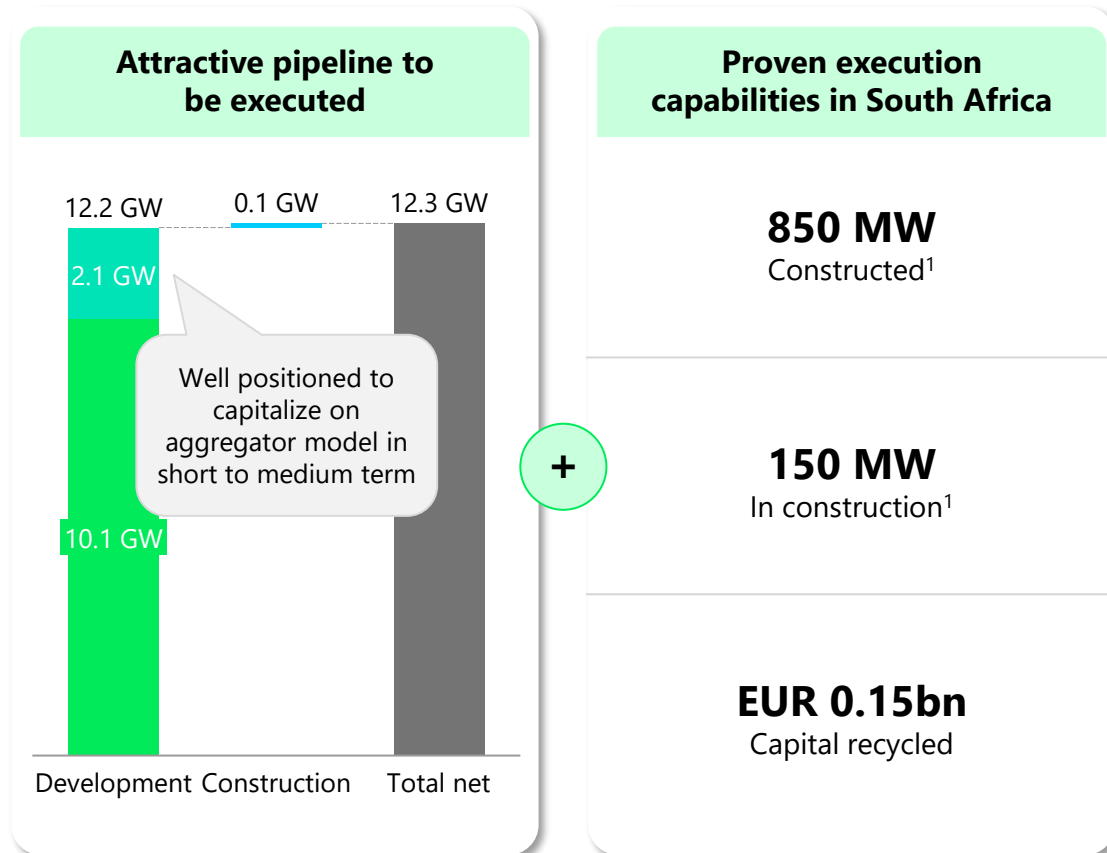 Attractive pipeline to
be executed
12.2 GW
0.1 GW
12.3 GW
2.1 GW
Well positioned to
capitalize on
aggregator model in
short to medium term
10.1 GW
Development
Construction
Total net
+
Proven execution
capabilities in South Africa
850 MW
Constructed¹
150 MW
In construction¹
EUR 0.15bn
Capital recycled